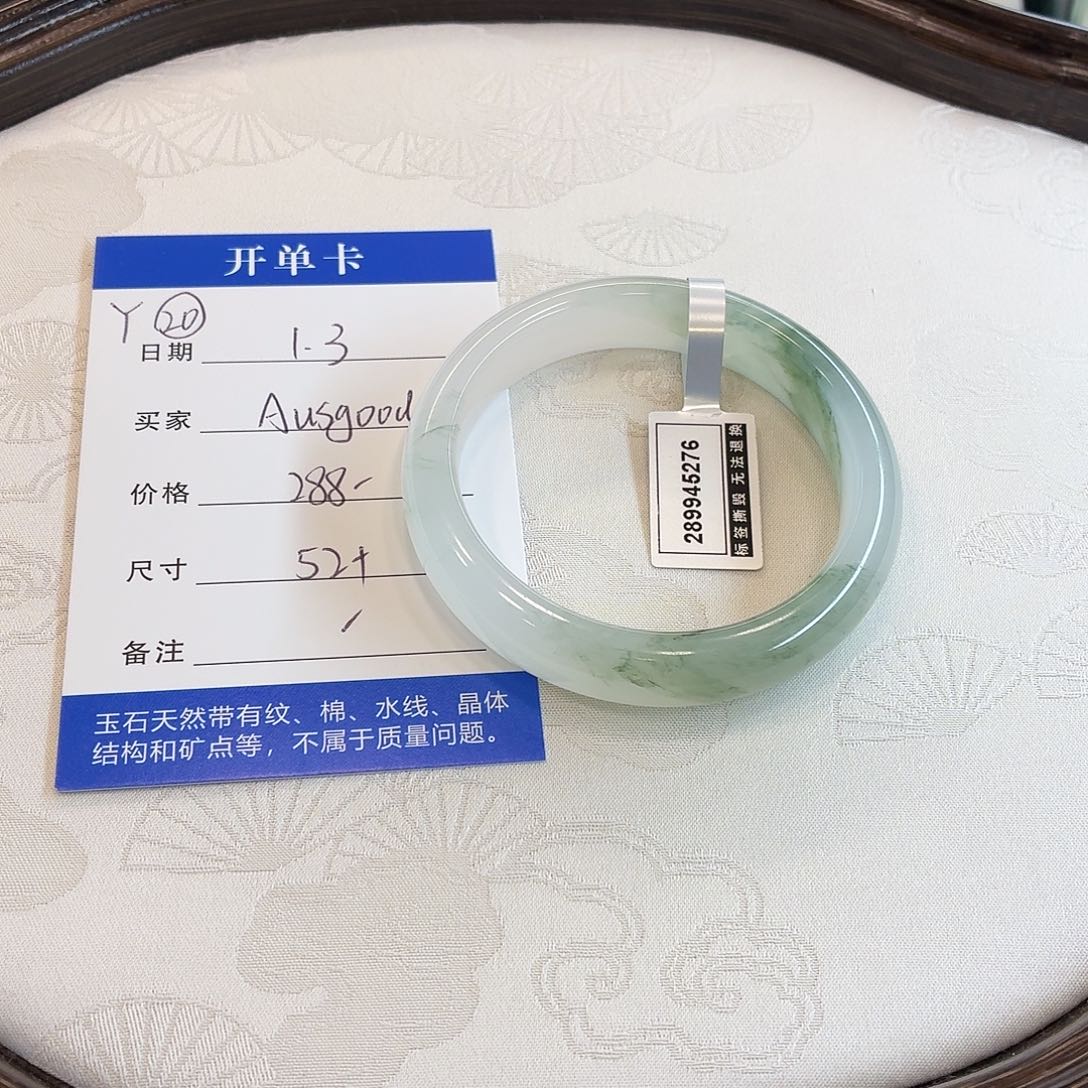 开单卡
Y 20
日期 1.3
买家 Ausgood
价格 288-
尺寸 52+
备注
玉石天然带有纹、棉、水线、晶体
结构和矿点等，不属于质量问题。
289945276
标签撕毁 无法退换